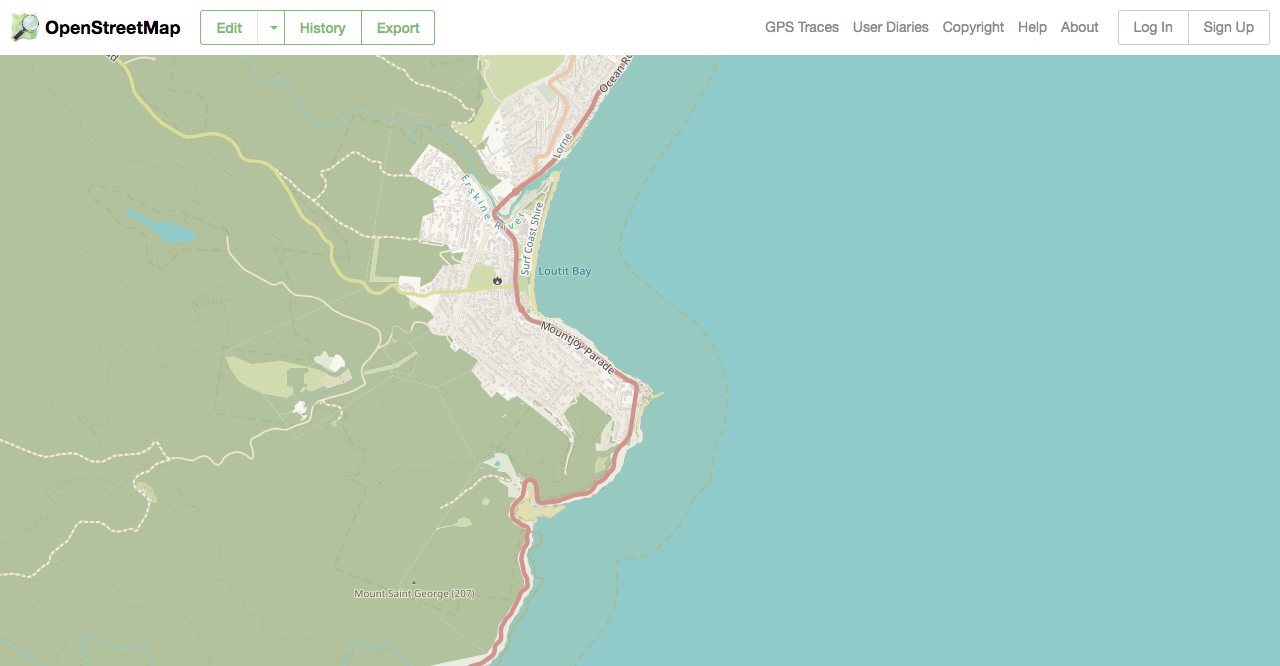 OpenStreetMap
Edit
History
Export
GPS Traces
User Diaries
Copyright
Help
About
Log In
Sign Up
Lorne
Erskine River
Surf Coast Shire
Loutit Bay
Mountjoy Parade
Mount Saint George (207)